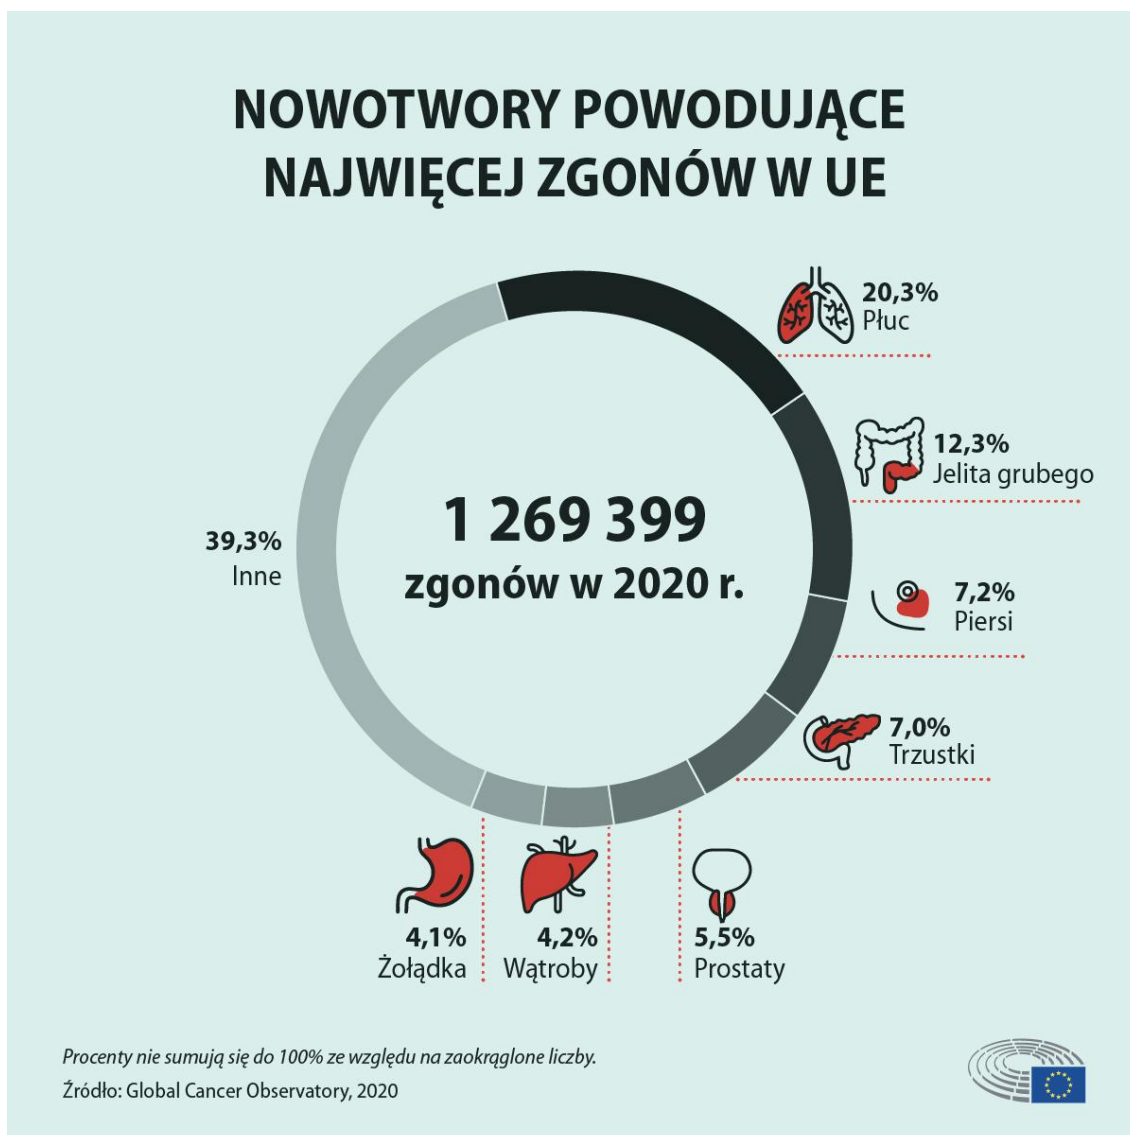 NOWOTWORY POWODUJĄCE
NAJWIĘCEJ ZGONÓW W UE
20,3%
Płuc
12,3%
Jelita grubego
7,2%
Piersi
7,0%
Trzustki
5,5%
Prostaty
4,2%
Wątroby
4,1%
Żołądka
39,3%
Inne
1 269 399
zgonów w 2020 r.
Procenty nie sumują się do 100% ze względu na zaokrąglone liczby.
Źródło: Global Cancer Observatory, 2020